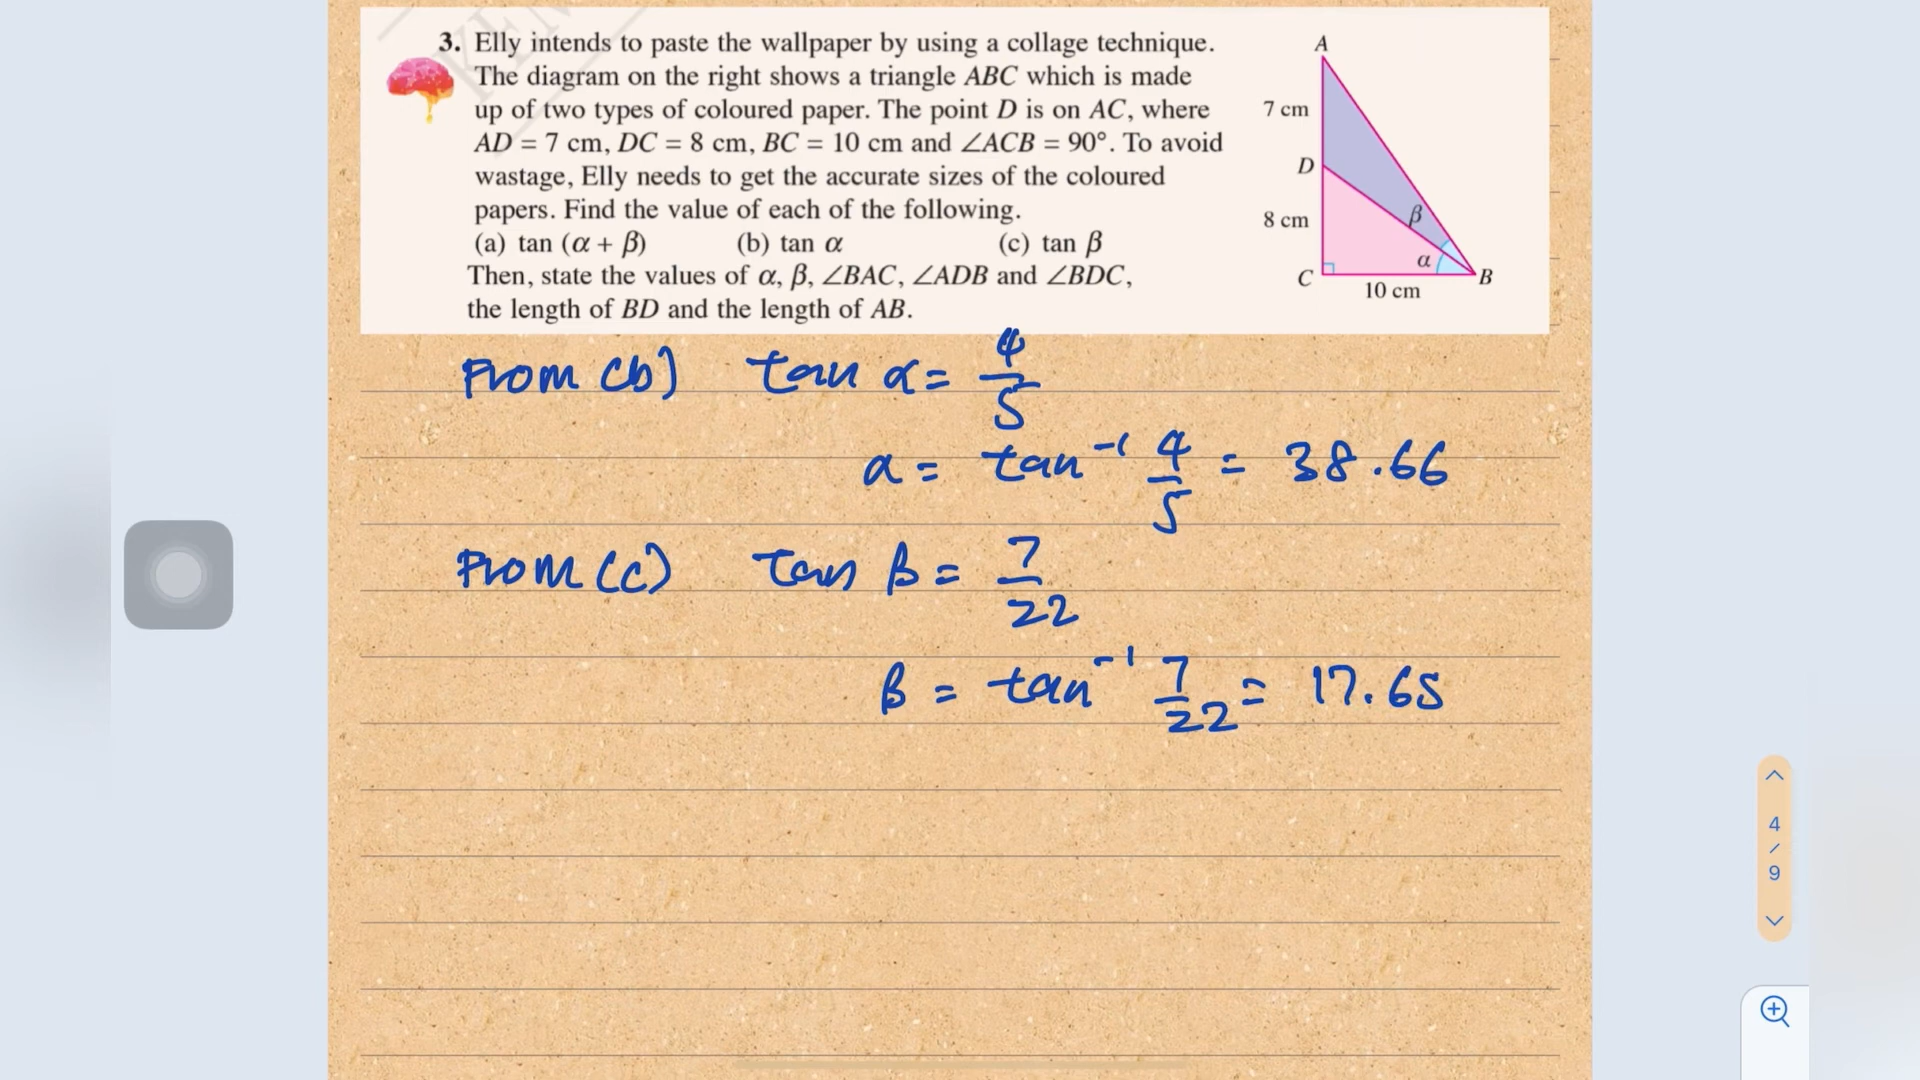 3. Elly intends to paste the wallpaper by using a collage technique.
The diagram on the right shows a triangle ABC which is made
up of two types of coloured paper. The point D is on AC, where
AD = 7 cm, DC = 8 cm, BC = 10 cm and ∠ACB = 90°. To avoid
wastage, Elly needs to get the accurate sizes of the coloured
papers. Find the value of each of the following.
(a) tan (α + β) (b) tan α (c) tan β
Then, state the values of α, β, ∠BAC, ∠ADB and ∠BDC,
the length of BD and the length of AB.
A
7 cm
D
β
8 cm
α
C
B
10 cm
From (b) tan α = 4/5
α = tan⁻¹ 4/5 = 38.66
From (c) tan β = 7/22
β = tan⁻¹ 7/22 = 17.65
4
/
9